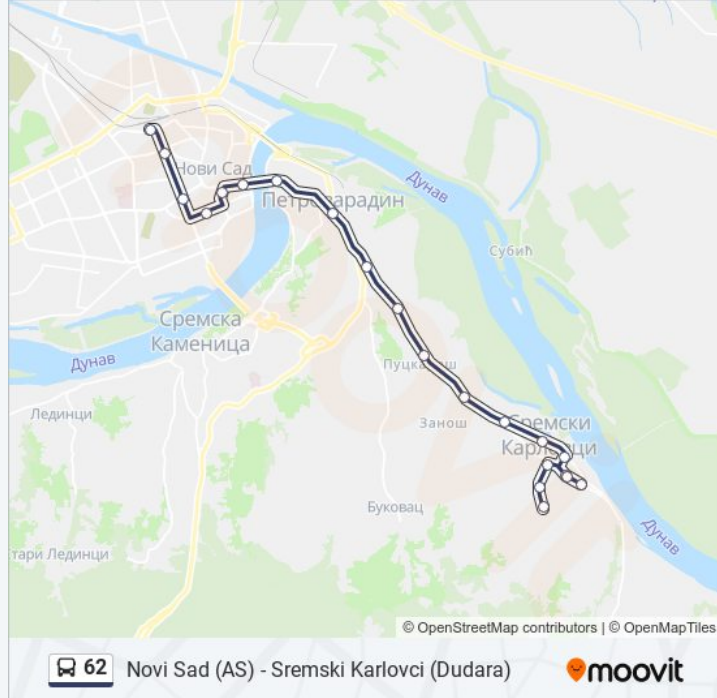 Нови Сад
Петроварадин
Дунав
Субић
Сремска
Каменица
Дунав
Пуцкарош
Лединци
Занош
Сремски
Карловци
Буковац
тари Лединци
Дунав
© OpenStreetMap contributors | © OpenMapTiles
62 Novi Sad (AS) - Sremski Karlovci (Dudara) moovit